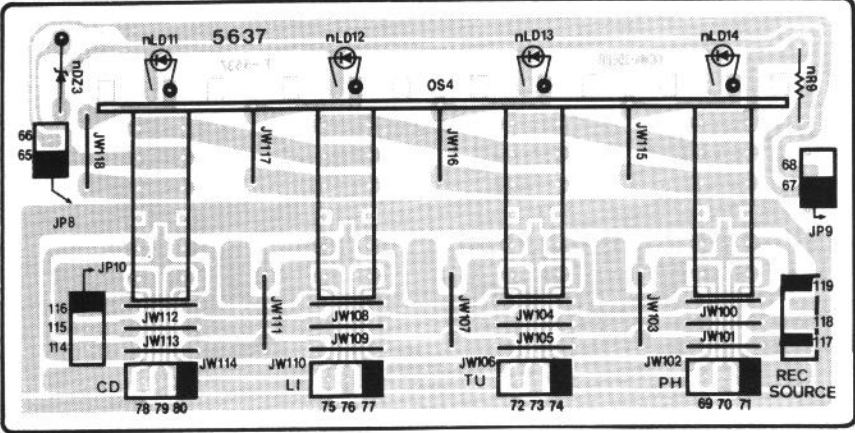 nLD11
5637
nLD12
nLD13
nLD14
nDZ3
nR9
OS4
66
65
JW118
JW117
JW116
JW115
68
67
JP8
JP9
JP10
116
115
114
JW112
JW113
JW114
JW111
JW108
JW109
JW110
JW107
JW104
JW105
JW106
JW103
JW100
JW101
JW102
119
118
117
CD
LI
TU
PH
REC
SOURCE
78 79 80
75 76 77
72 73 74
69 70 71